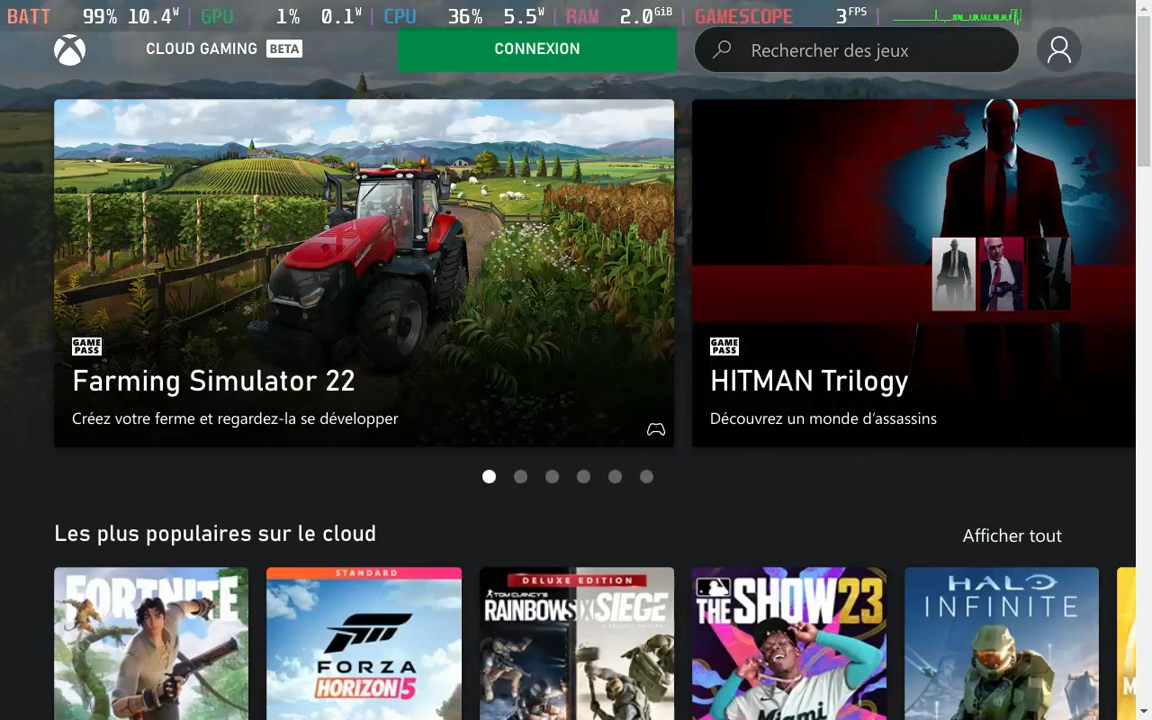 BATT 99% 10.4W | GPU 1% 0.1W | CPU 36% 5.5W | RAM 2.0GiB | GAMESCOPE 3FPS |
CLOUD GAMING BETA
CONNEXION
Rechercher des jeux
GAME PASS
Farming Simulator 22
Créez votre ferme et regardez-la se développer
GAME PASS
HITMAN Trilogy
Découvrez un monde d’assassins
Les plus populaires sur le cloud
Afficher tout
FORTNITE
STANDARD
FORZA
HORIZON 5
DELUXE EDITION
TOM CLANCY'S
RAINBOW SIX SIEGE
THE SHOW 23
Miami
HALO
INFINITE